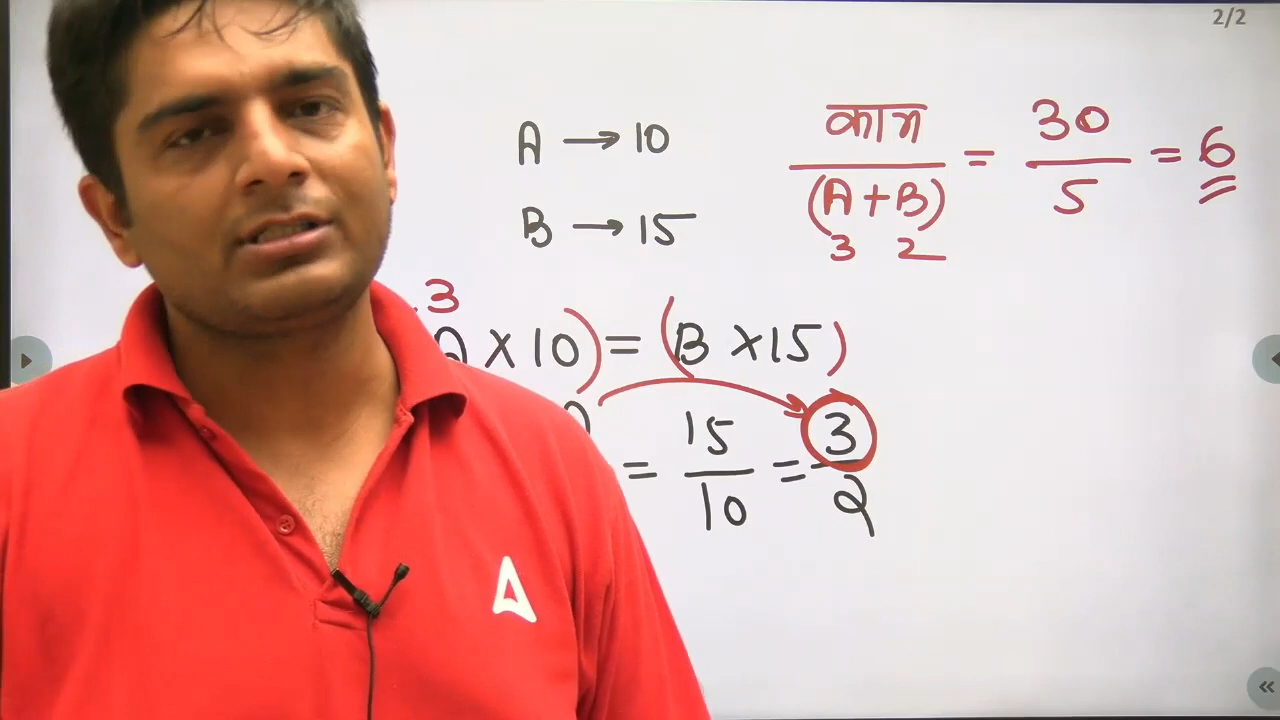 2/2
A → 10
B → 15
काम
(A + B)
3 2
= 30/5 = 6
3
× 10) = (B × 15)
= 15/10 = 3/2